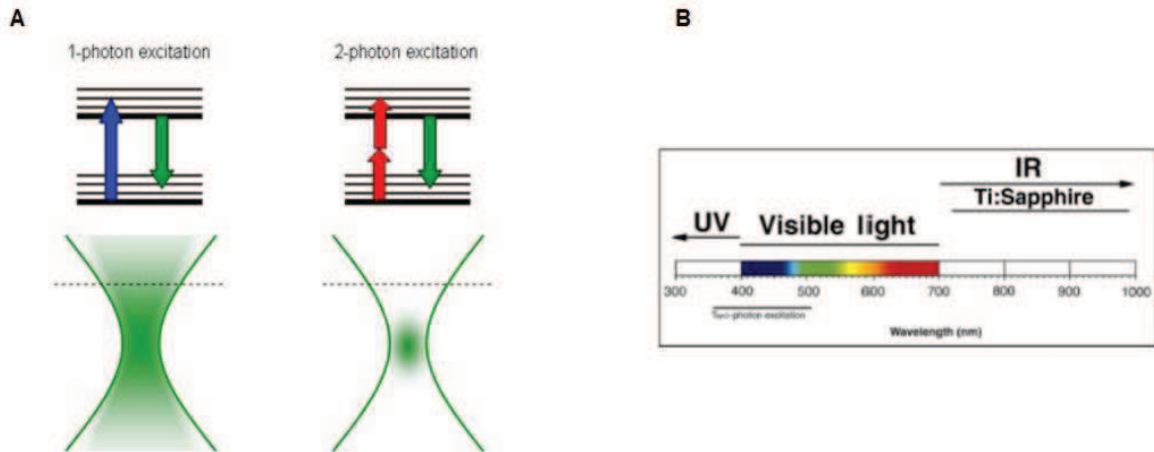 A
B
1-photon excitation
2-photon excitation
IR
Ti:Sapphire
UV
Visible light
300 400 500 600 700 800 900 1000
Two-photon excitation
Wavelength (nm)